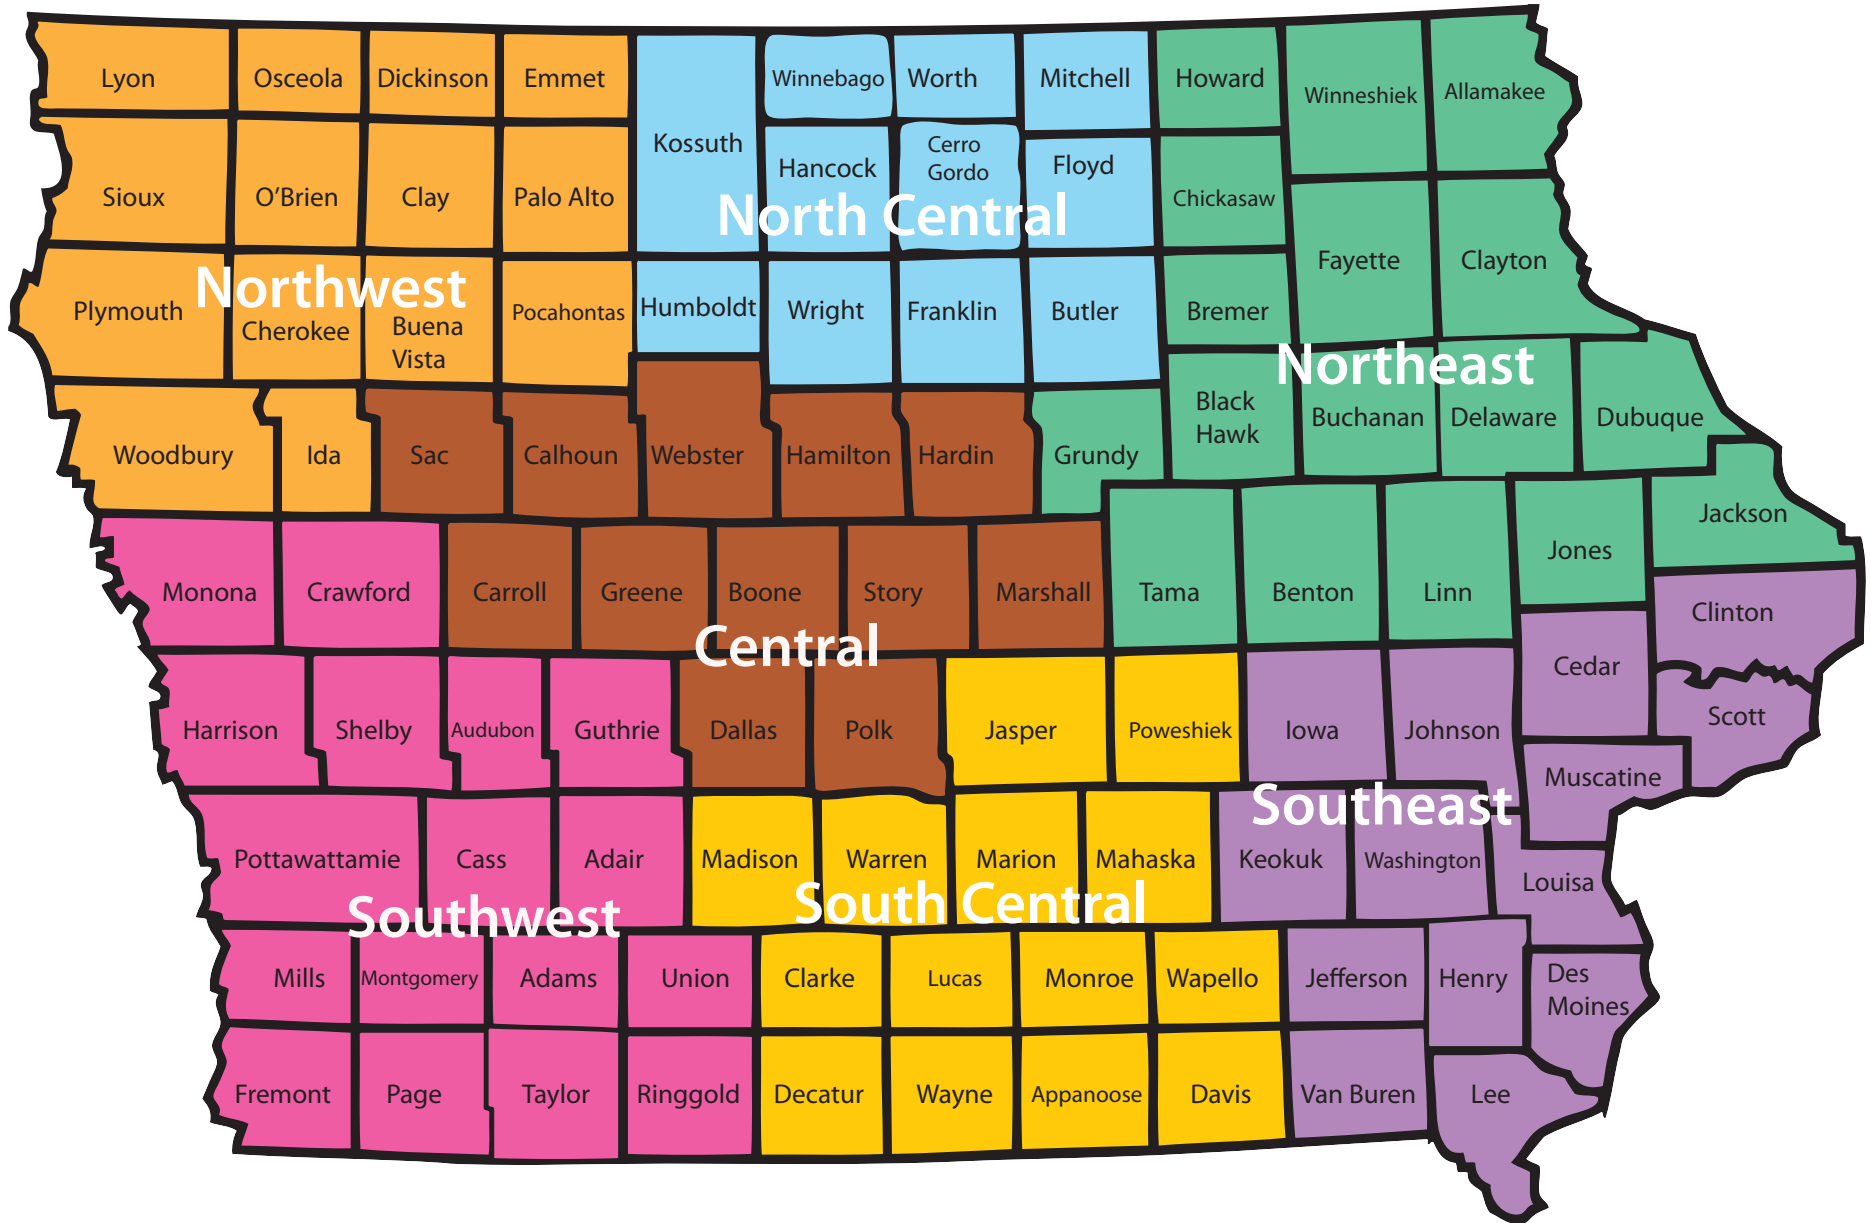 Lyon
Osceola
Dickinson
Emmet
Kossuth
Winnebago
Worth
Mitchell
Howard
Winneshiek
Allamakee
Sioux
O'Brien
Clay
Palo Alto
Hancock
Cerro
Gordo
Floyd
Chickasaw
North Central
Fayette
Clayton
Northwest
Plymouth
Cherokee
Buena
Vista
Pocahontas
Humboldt
Wright
Franklin
Butler
Bremer
Northeast
Black
Hawk
Buchanan
Delaware
Dubuque
Woodbury
Ida
Sac
Calhoun
Webster
Hamilton
Hardin
Grundy
Jackson
Jones
Monona
Crawford
Carroll
Greene
Boone
Story
Marshall
Tama
Benton
Linn
Clinton
Central
Cedar
Scott
Harrison
Shelby
Audubon
Guthrie
Dallas
Polk
Jasper
Poweshiek
Iowa
Johnson
Muscatine
Southeast
Pottawattamie
Cass
Adair
Madison
Warren
Marion
Mahaska
Keokuk
Washington
Louisa
Southwest
South Central
Mills
Montgomery
Adams
Union
Clarke
Lucas
Monroe
Wapello
Jefferson
Henry
Des
Moines
Fremont
Page
Taylor
Ringgold
Decatur
Wayne
Appanoose
Davis
Van Buren
Lee